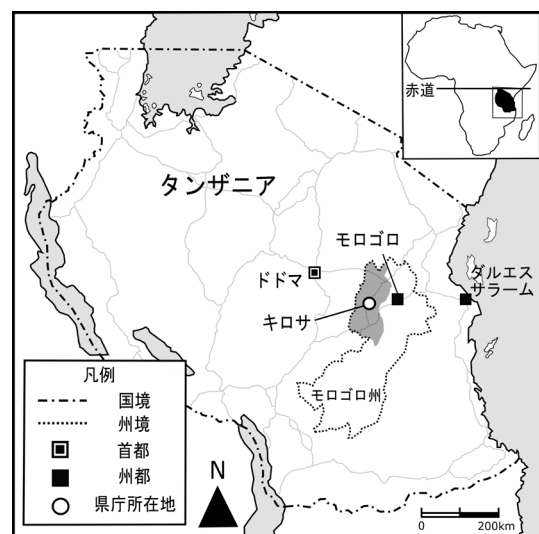 赤道
タンザニア
モロゴロ
ドドマ
ダルエス
サラーム
キロサ
モロゴロ州
凡例
国境
州境
首都
州都
県庁所在地
N
0 200km